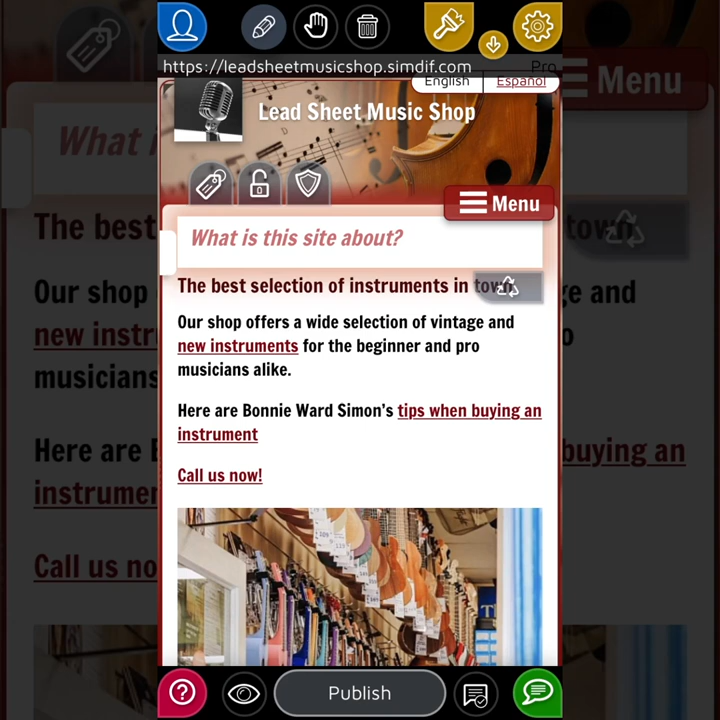 https://leadsheetmusicshop.simdif.com
Pro
English
Español
Lead Sheet Music Shop
Menu
What is this site about?
The best selection of instruments in town
Our shop offers a wide selection of vintage and
new instruments for the beginner and pro
musicians alike.
Here are Bonnie Ward Simon's tips when buying an
instrument
Call us now!
Publish